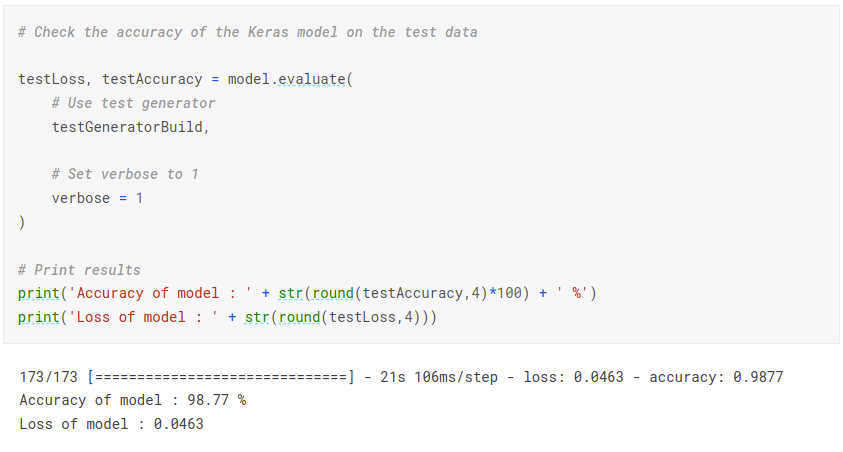 # Check the accuracy of the Keras model on the test data
testLoss, testAccuracy = model.evaluate(
# Use test generator
testGeneratorBuild,
# Set verbose to 1
verbose = 1
)
# Print results
print('Accuracy of model : ' + str(round(testAccuracy,4)*100) + ' %')
print('Loss of model : ' + str(round(testLoss,4)))
173/173 [==============================] - 21s 106ms/step - loss: 0.0463 - accuracy: 0.9877
Accuracy of model : 98.77 %
Loss of model : 0.0463